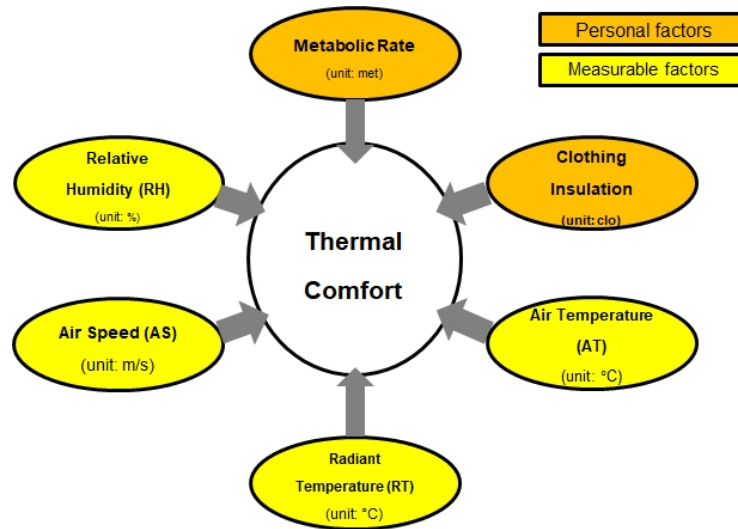 Metabolic Rate
(unit: met)
Personal factors
Measurable factors
Relative
Humidity (RH)
(unit: %)
Clothing
Insulation
(unit: clo)
Thermal
Comfort
Air Speed (AS)
(unit: m/s)
Air Temperature
(AT)
(unit: °C)
Radiant
Temperature (RT)
(unit: °C)